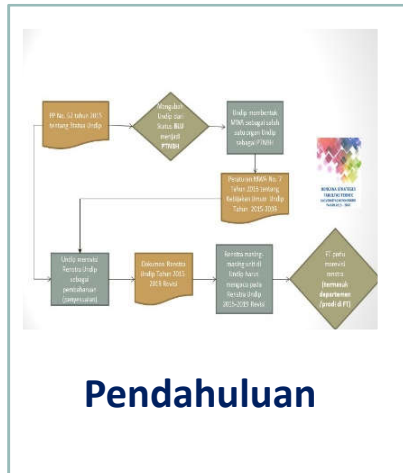 PP No. 52 tahun 2015
tentang Status Undip
Mengubah
Undip dari
Status BLU
menjadi
PTNBH
Undip membentuk
MWA sebagai salah
satu organ Undip
sebagai PTNBH
Peraturan MWA No. 7
Tahun 2016 tentang
Kebijakan Umum Undip
Tahun
RENCANA STRATEGIS
FAKULTAS TEKNIK
Undip merevisi
Renstra Undip
sebagai
pembaharuan
(penyesuaian)
Dokumen Renstra
Undip Tahun 2015-
2019 Revisi
Renstra masing-
masing unit di
Undip harus
mengacu pada
Renstra Undip
2015-2019 Revisi
FT perlu
merevisi
renstra
(termasuk
departemen
/prodi di FT)
Pendahuluan